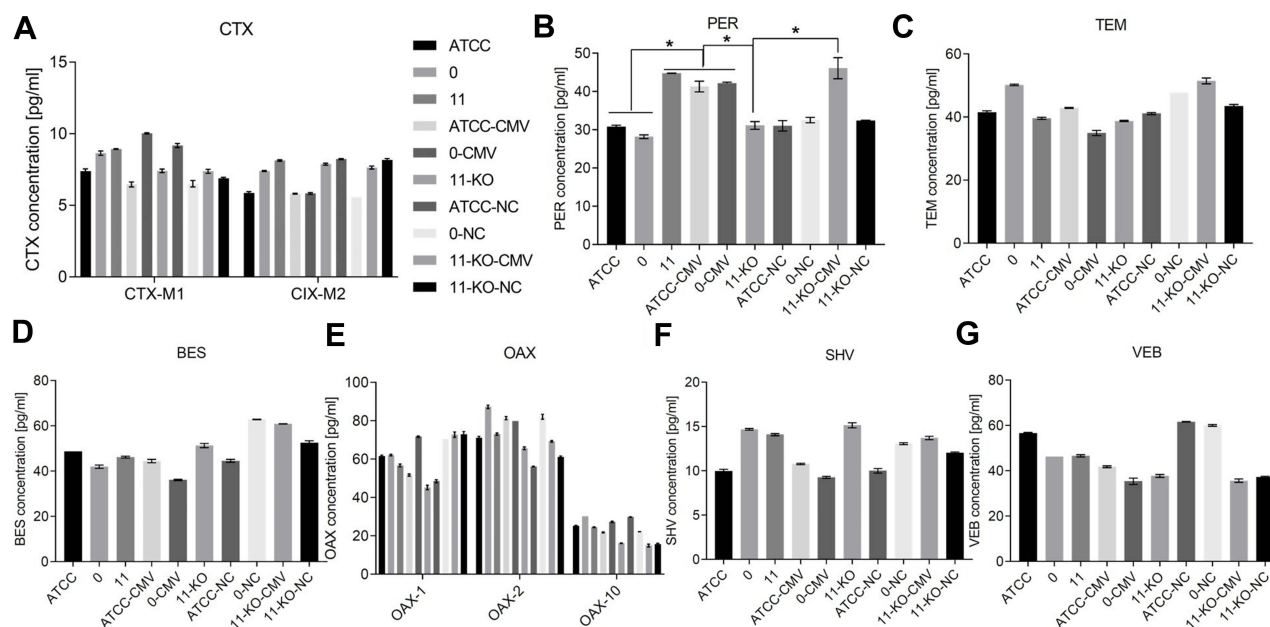 A
CTX
CTX concentration [pg/ml]
15
10
5
0
CTX-M1
CIX-M2
ATCC
0
11
ATCC-CMV
0-CMV
11-KO
ATCC-NC
0-NC
11-KO-CMV
11-KO-NC
B
PER
* * *
PER concentration [pg/ml]
50
40
30
20
10
0
ATCC
0
11
ATCC-CMV
0-CMV
11-KO
ATCC-NC
0-NC
11-KO-CMV
11-KO-NC
C
TEM
TEM concentration [pg/ml]
60
40
20
0
ATCC
0
11
ATCC-CMV
0-CMV
11-KO
ATCC-NC
0-NC
11-KO-CMV
11-KO-NC
D
BES
BES concentration [pg/ml]
80
60
40
20
0
ATCC
0
11
ATCC-CMV
0-CMV
11-KO
ATCC-NC
0-NC
11-KO-CMV
11-KO-NC
E
OAX
OAX concentration [pg/ml]
100
80
60
40
20
0
OAX-1
OAX-2
OAX-10
F
SHV
SHV concentration [pg/ml]
20
15
10
5
0
ATCC
0
11
ATCC-CMV
0-CMV
11-KO
ATCC-NC
0-NC
11-KO-CMV
11-KO-NC
G
VEB
VEB concentration [pg/ml]
80
60
40
20
0
ATCC
0
11
ATCC-CMV
0-CMV
11-KO
ATCC-NC
0-NC
11-KO-CMV
11-KO-NC